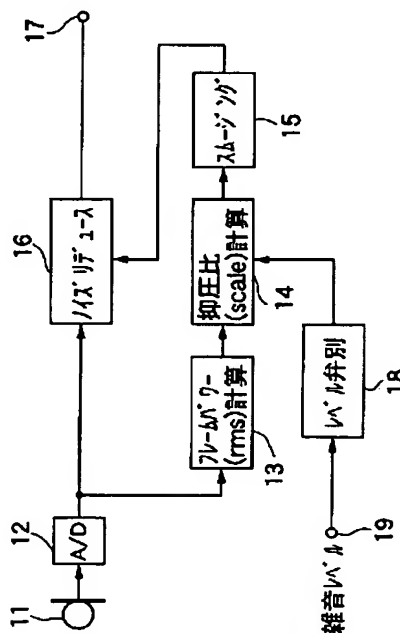 11
12
A/D
16
ノイズリデュース
17
フレームパワー
(rms)計算
13
抑圧比
(scale)計算
14
スムージング
15
雑音レベル
19
レベル弁別
18